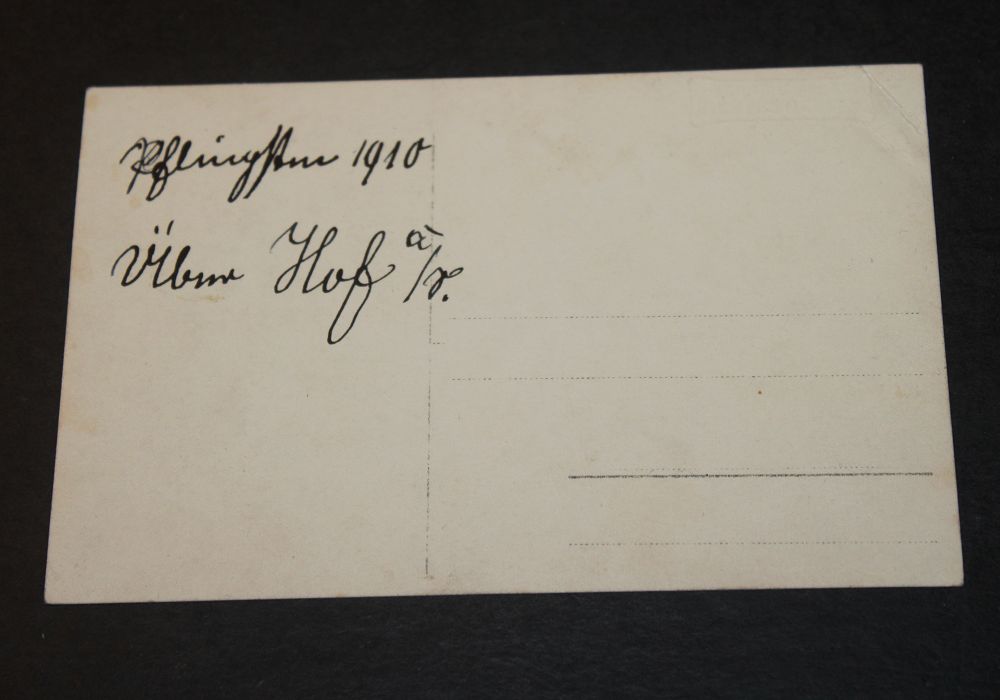 Pfingsten 1910
Über Hof a/S.